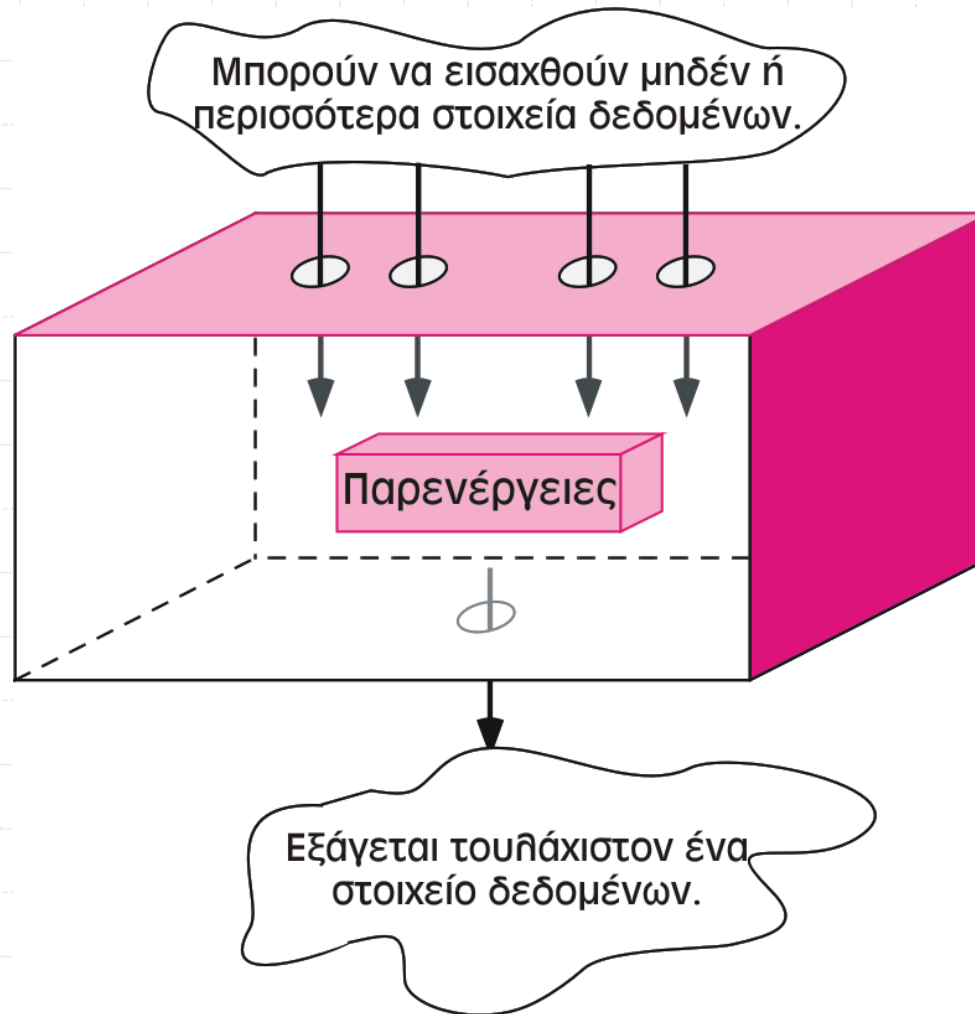 Μπορούν να εισαχθούν μηδέν ή
περισσότερα στοιχεία δεδομένων.
Παρενέργειες
Εξάγεται τουλάχιστον ένα
στοιχείο δεδομένων.